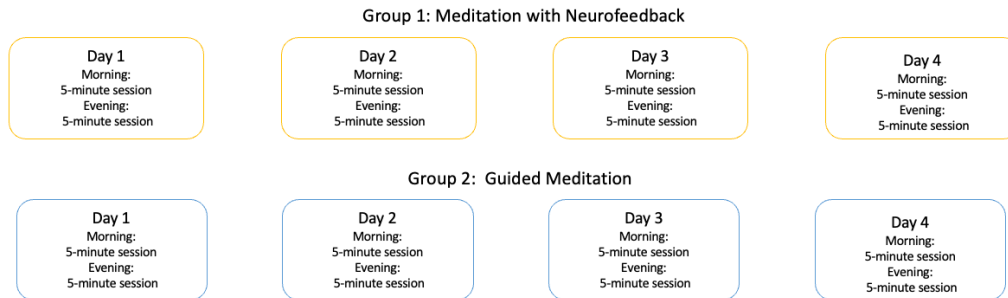 Group 1: Meditation with Neurofeedback
Day 1
Morning:
5-minute session
Evening:
5-minute session
Day 2
Morning:
5-minute session
Evening:
5-minute session
Day 3
Morning:
5-minute session
Evening:
5-minute session
Day 4
Morning:
5-minute session
Evening:
5-minute session
Group 2: Guided Meditation
Day 1
Morning:
5-minute session
Evening:
5-minute session
Day 2
Morning:
5-minute session
Evening:
5-minute session
Day 3
Morning:
5-minute session
Evening:
5-minute session
Day 4
Morning:
5-minute session
Evening:
5-minute session